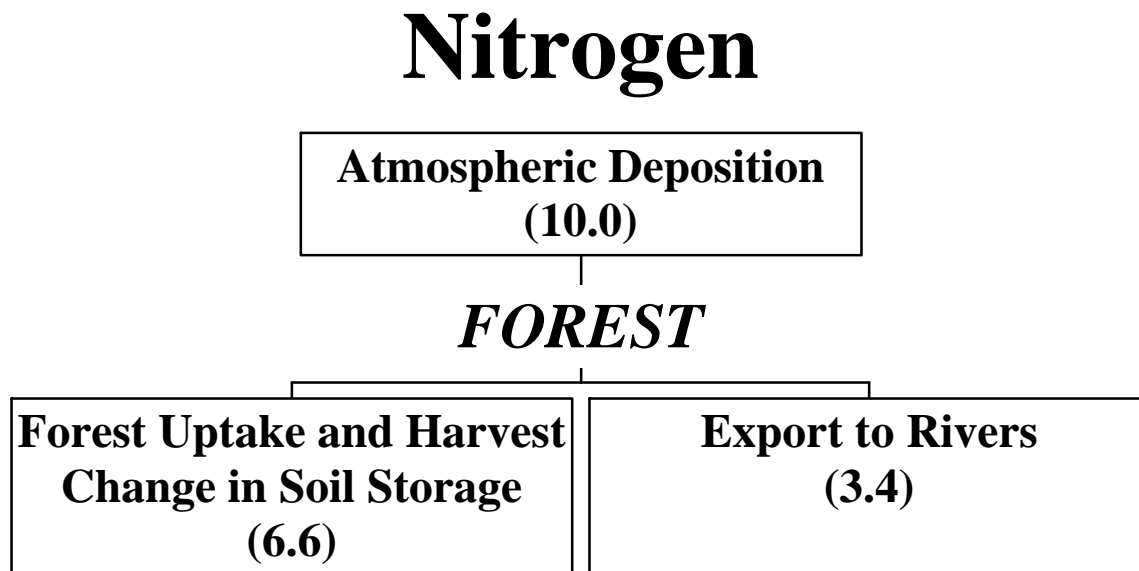 Nitrogen
Atmospheric Deposition
(10.0)
FOREST
Forest Uptake and Harvest
Change in Soil Storage
(6.6)
Export to Rivers
(3.4)